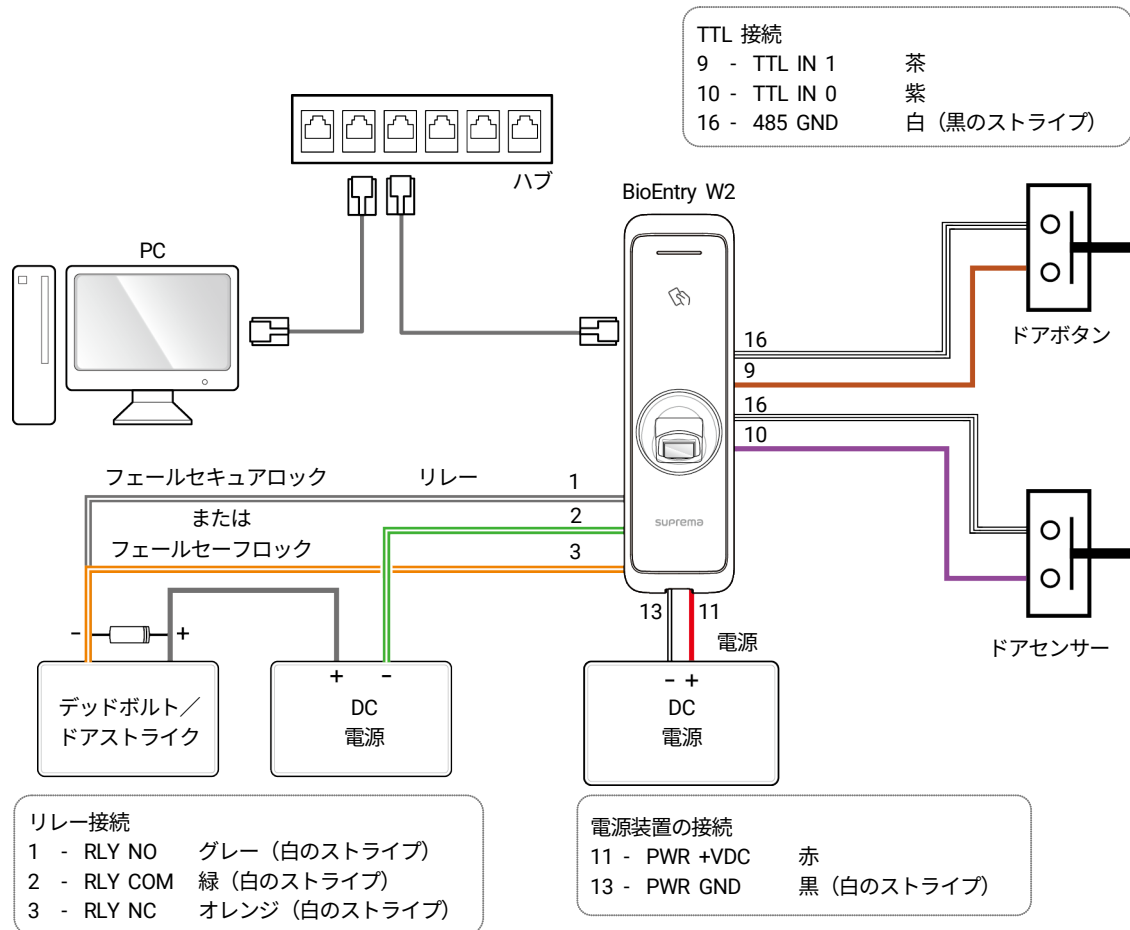 TTL 接続
9 - TTL IN 1 茶
10 - TTL IN 0 紫
16 - 485 GND 白（黒のストライプ）
ハブ
BioEntry W2
PC
ドアボタン
16
9
16
10
フェールセキュアロック リレー 1
または 2
フェールセーフロック 3
suprema
13 11
電源
- +
ドアセンサー
デッドボルト／
ドアストライク
+ -
DC
電源
- +
DC
電源
リレー接続
1 - RLY NO グレー（白のストライプ）
2 - RLY COM 緑（白のストライプ）
3 - RLY NC オレンジ（白のストライプ）
電源装置の接続
11 - PWR +VDC 赤
13 - PWR GND 黒（白のストライプ）